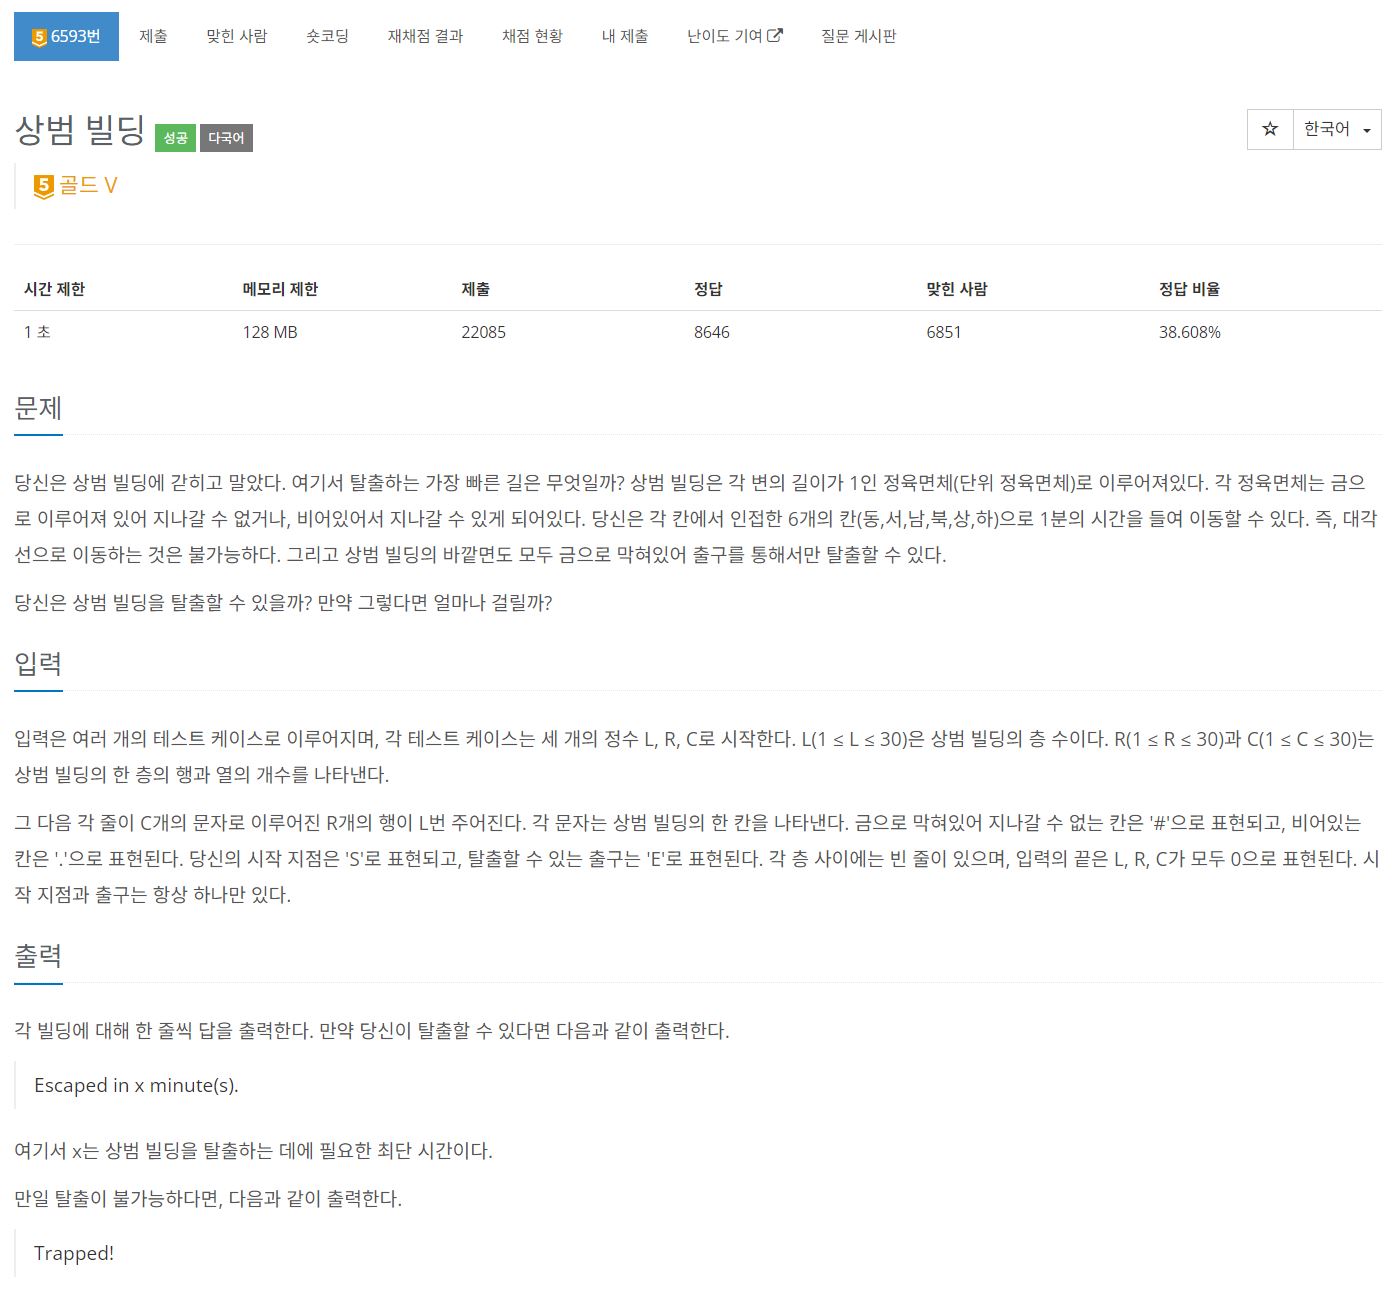 5 6593번 제출 맞힌 사람 숏코딩 재채점 결과 채점 현황 내 제출 난이도 기여 질문 게시판
상범 빌딩 성공 다국어 한국어
5 골드 V
시간 제한 메모리 제한 제출 정답 맞힌 사람 정답 비율
1 초 128 MB 22085 8646 6851 38.608%
문제
당신은 상범 빌딩에 갇히고 말았다. 여기서 탈출하는 가장 빠른 길은 무엇일까? 상범 빌딩은 각 변의 길이가 1인 정육면체(단위 정육면체)로 이루어져있다. 각 정육면체는 금으
로 이루어져 있어 지나갈 수 없거나, 비어있어서 지나갈 수 있게 되어있다. 당신은 각 칸에서 인접한 6개의 칸(동,서,남,북,상,하)으로 1분의 시간을 들여 이동할 수 있다. 즉, 대각
선으로 이동하는 것은 불가능하다. 그리고 상범 빌딩의 바깥면도 모두 금으로 막혀있어 출구를 통해서만 탈출할 수 있다.
당신은 상범 빌딩을 탈출할 수 있을까? 만약 그렇다면 얼마나 걸릴까?
입력
입력은 여러 개의 테스트 케이스로 이루어지며, 각 테스트 케이스는 세 개의 정수 L, R, C로 시작한다. L(1 ≤ L ≤ 30)은 상범 빌딩의 층 수이다. R(1 ≤ R ≤ 30)과 C(1 ≤ C ≤ 30)는
상범 빌딩의 한 층의 행과 열의 개수를 나타낸다.
그 다음 각 줄이 C개의 문자로 이루어진 R개의 행이 L번 주어진다. 각 문자는 상범 빌딩의 한 칸을 나타낸다. 금으로 막혀있어 지나갈 수 없는 칸은 '#'으로 표현되고, 비어있는
칸은 '.'으로 표현된다. 당신의 시작 지점은 'S'로 표현되고, 탈출할 수 있는 출구는 'E'로 표현된다. 각 층 사이에는 빈 줄이 있으며, 입력의 끝은 L, R, C가 모두 0으로 표현된다. 시
작 지점과 출구는 항상 하나만 있다.
출력
각 빌딩에 대해 한 줄씩 답을 출력한다. 만약 당신이 탈출할 수 있다면 다음과 같이 출력한다.
Escaped in x minute(s).
여기서 x는 상범 빌딩을 탈출하는 데에 필요한 최단 시간이다.
만일 탈출이 불가능하다면, 다음과 같이 출력한다.
Trapped!